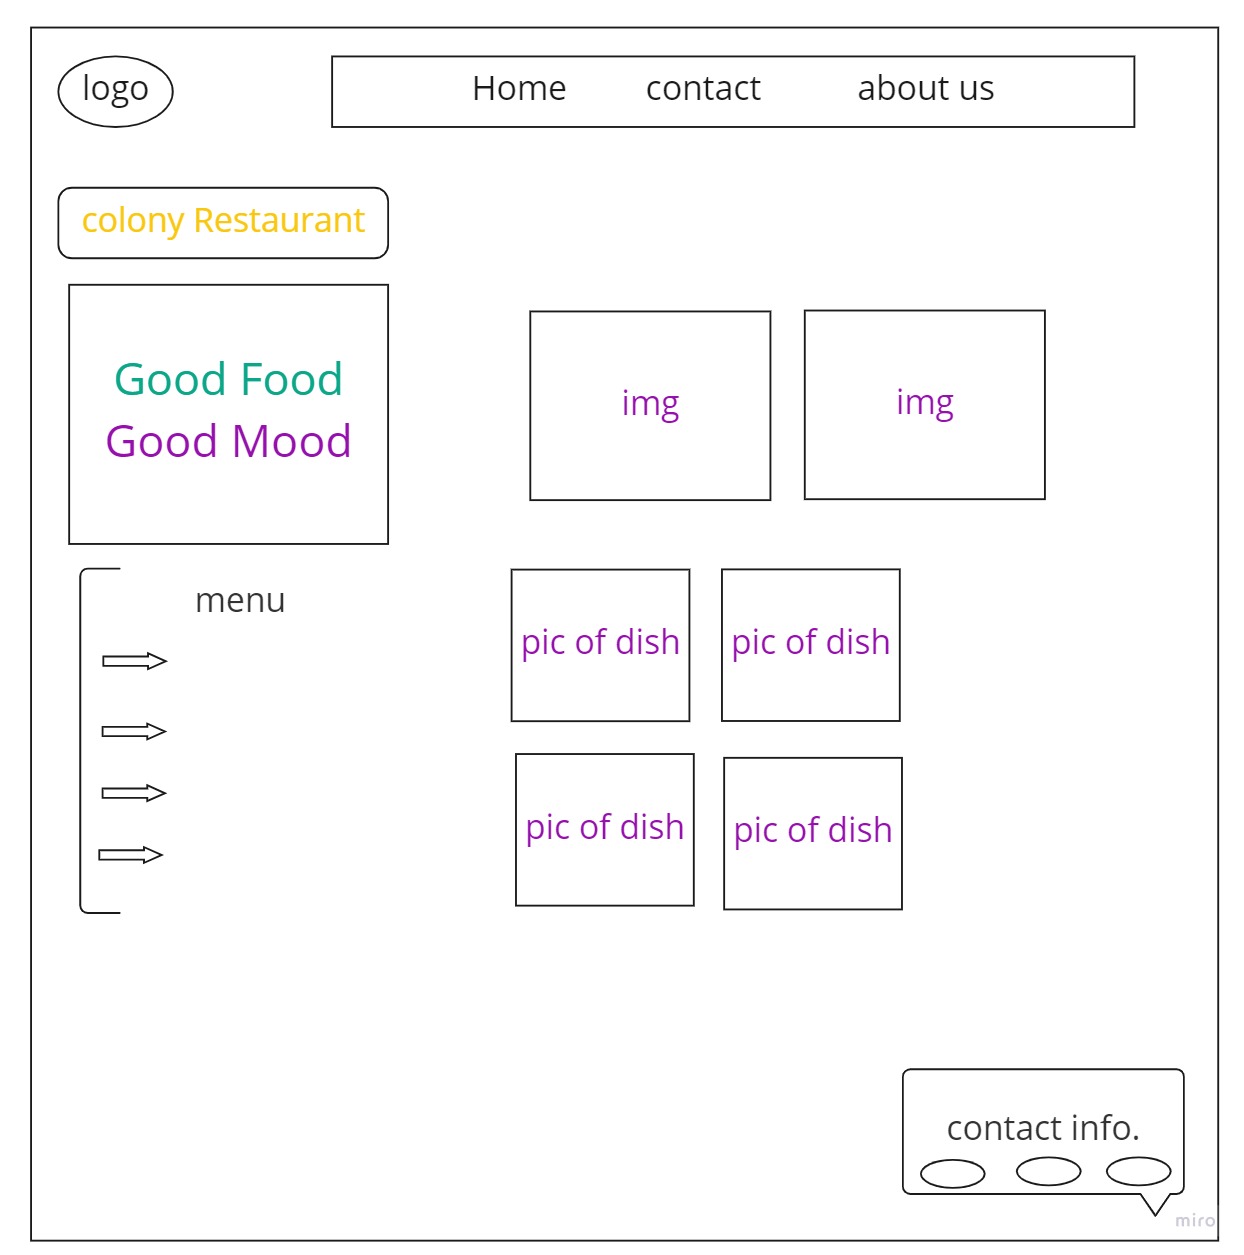 logo
Home contact about us
colony Restaurant
Good Food
Good Mood
img img
menu
pic of dish pic of dish
pic of dish pic of dish
contact info.
miro